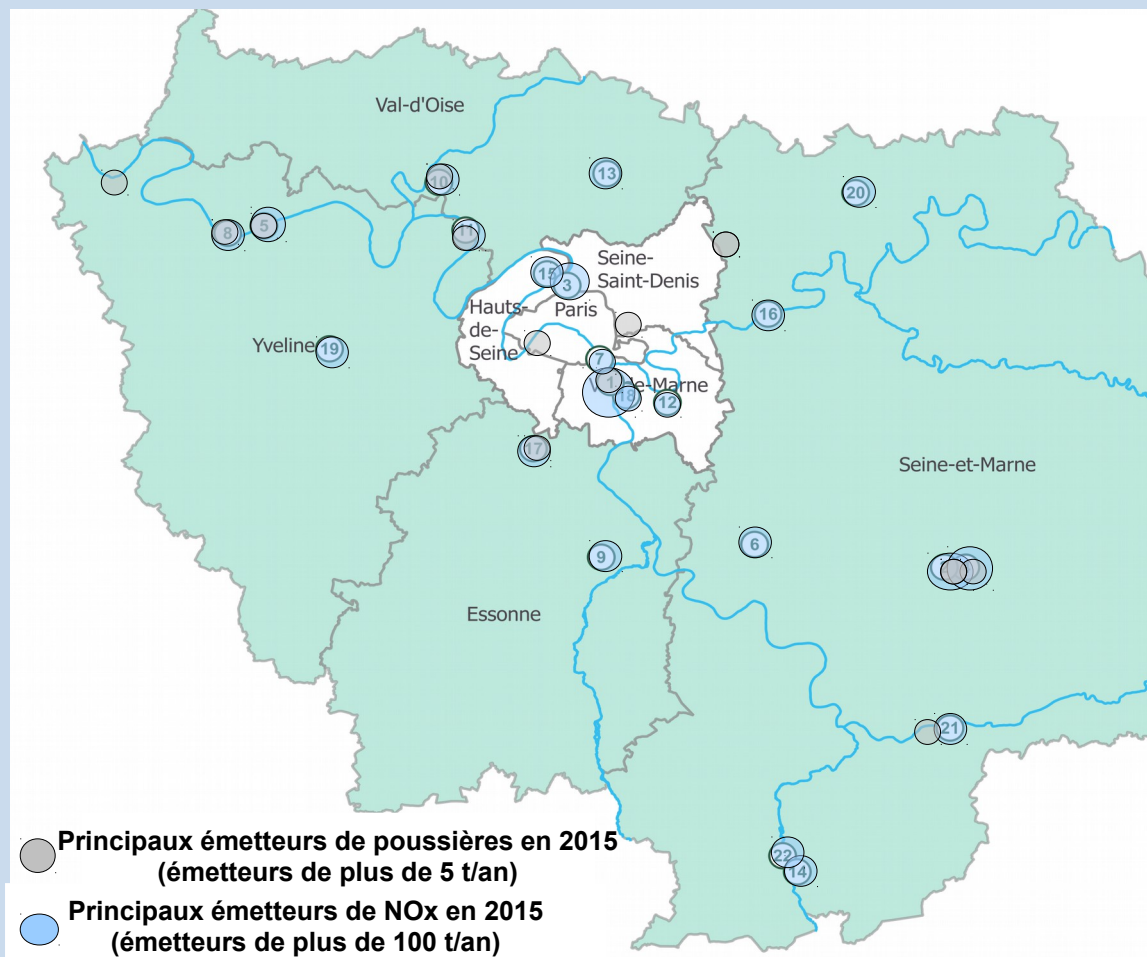 Val-d'Oise
10
13
20
8
5
11
15
3
Seine-
Saint-Denis
Hauts-
de-
Seine
Paris
16
Yveline
19
7
1
18
12
17
Seine-et-Marne
9
6
Essonne
21
22
14
Principaux émetteurs de poussières en 2015
(émetteurs de plus de 5 t/an)
Principaux émetteurs de NOx en 2015
(émetteurs de plus de 100 t/an)